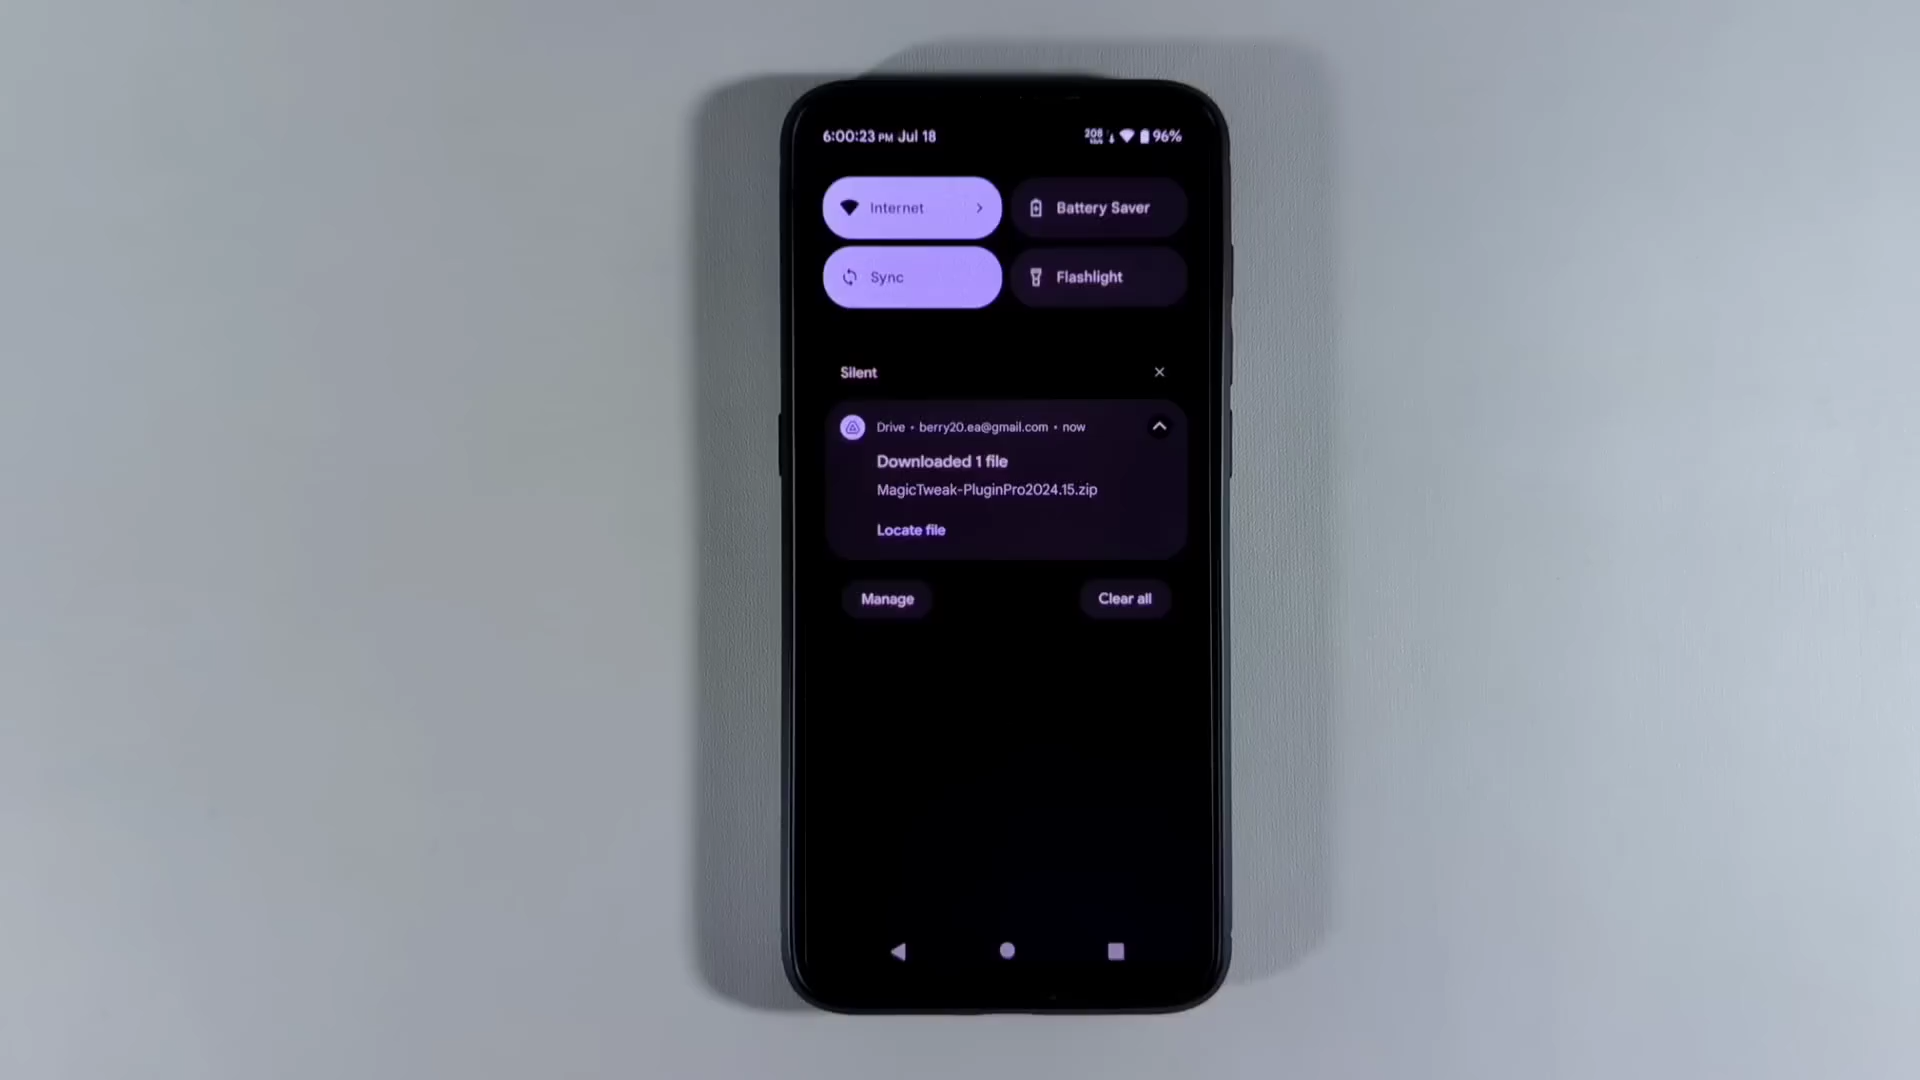 6:00:23 PM Jul 18
208 96%
Internet
Battery Saver
Sync
Flashlight
Silent
Drive • berry20.ea@gmail.com • now
Downloaded 1 file
MagicTweak-PluginPro2024.15.zip
Locate file
Manage
Clear all